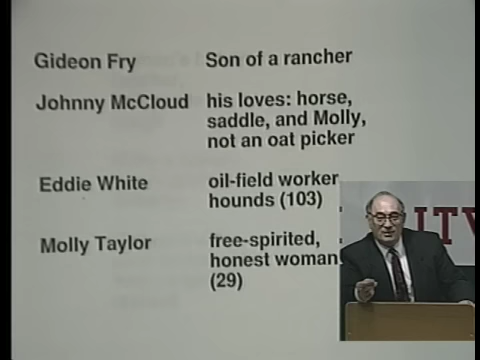 Gideon Fry Son of a rancher
Johnny McCloud his loves: horse,
saddle, and Molly,
not an oat picker
Eddie White oil-field worker
hounds (103)
Molly Taylor free-spirited,
honest woman
(29)
ITV